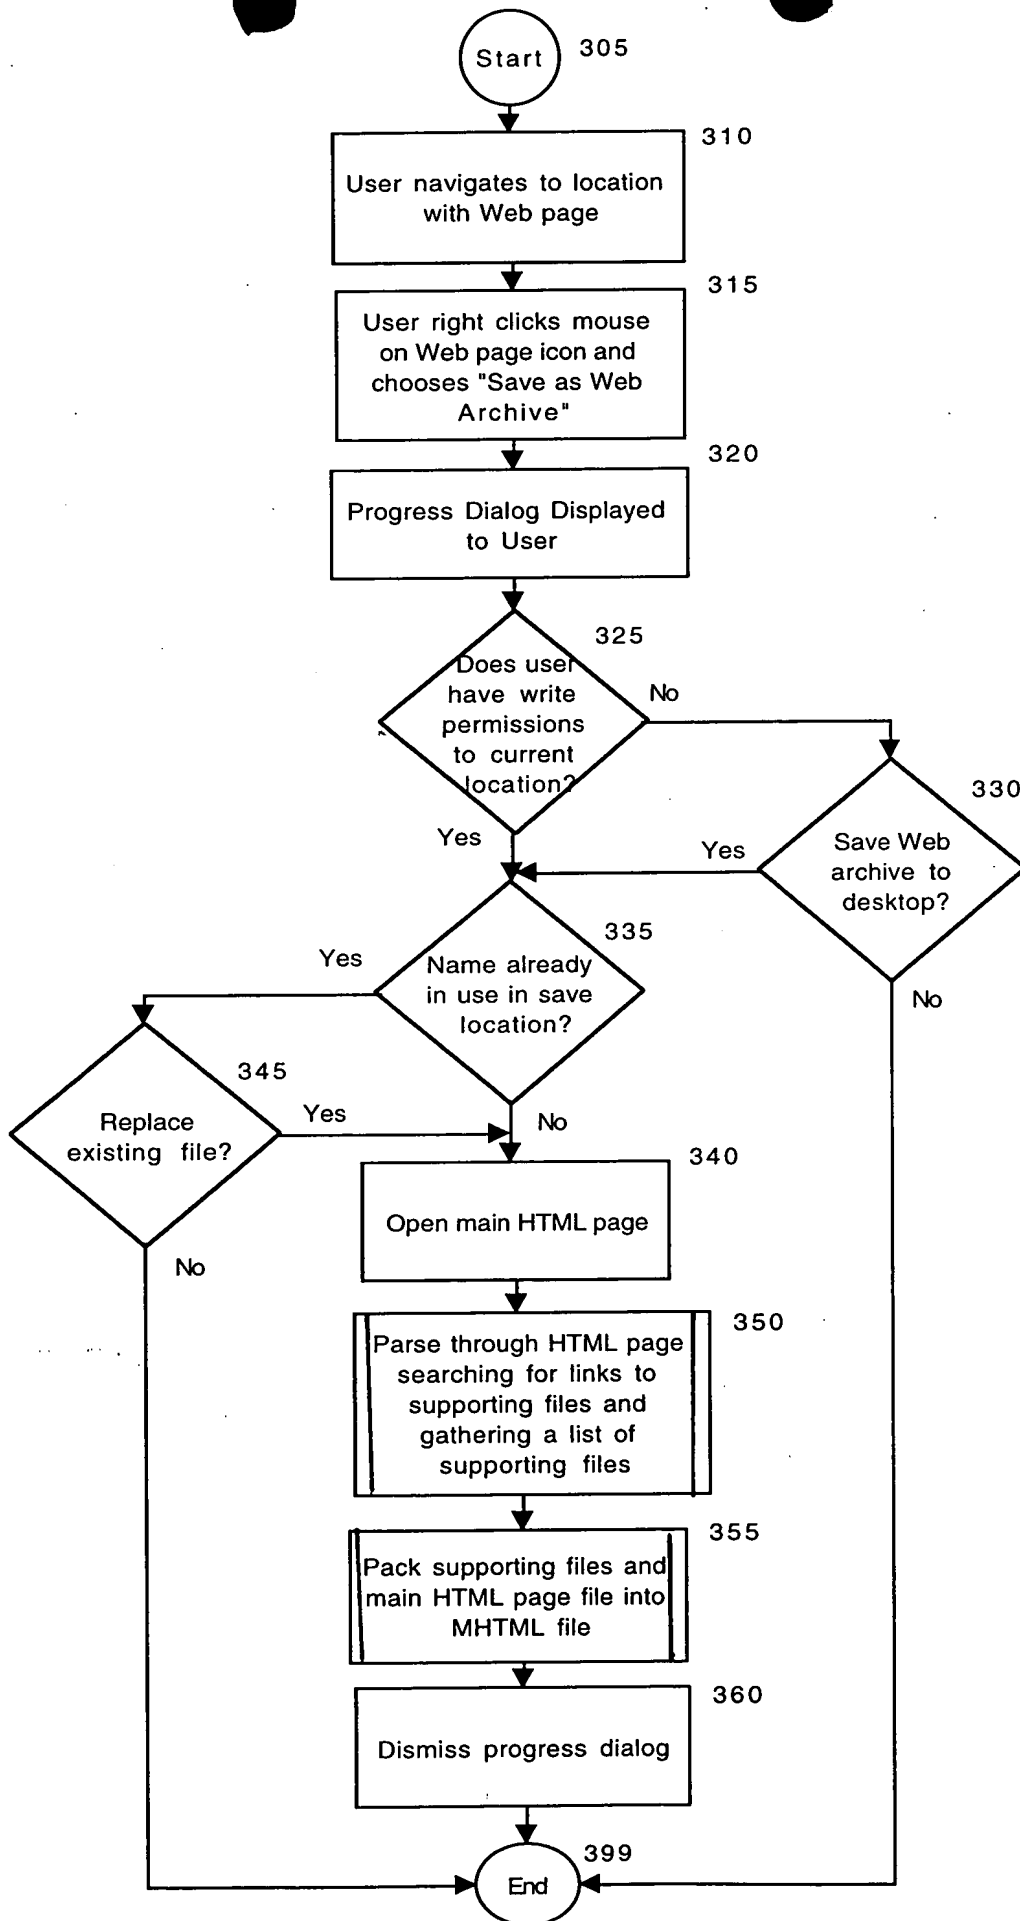 Start
305
310
User navigates to location
with Web page
315
User right clicks mouse
on Web page icon and
chooses "Save as Web
Archive"
320
Progress Dialog Displayed
to User
325
Does user
have write
permissions
to current
location?
No
330
Yes
Save Web
archive to
desktop?
Yes
335
Yes
Name already
in use in save
location?
No
345
Replace
existing file?
Yes
No
340
Open main HTML page
No
350
Parse through HTML page
searching for links to
supporting files and
gathering a list of
supporting files
355
Pack supporting files and
main HTML page file into
MHTML file
360
Dismiss progress dialog
399
End